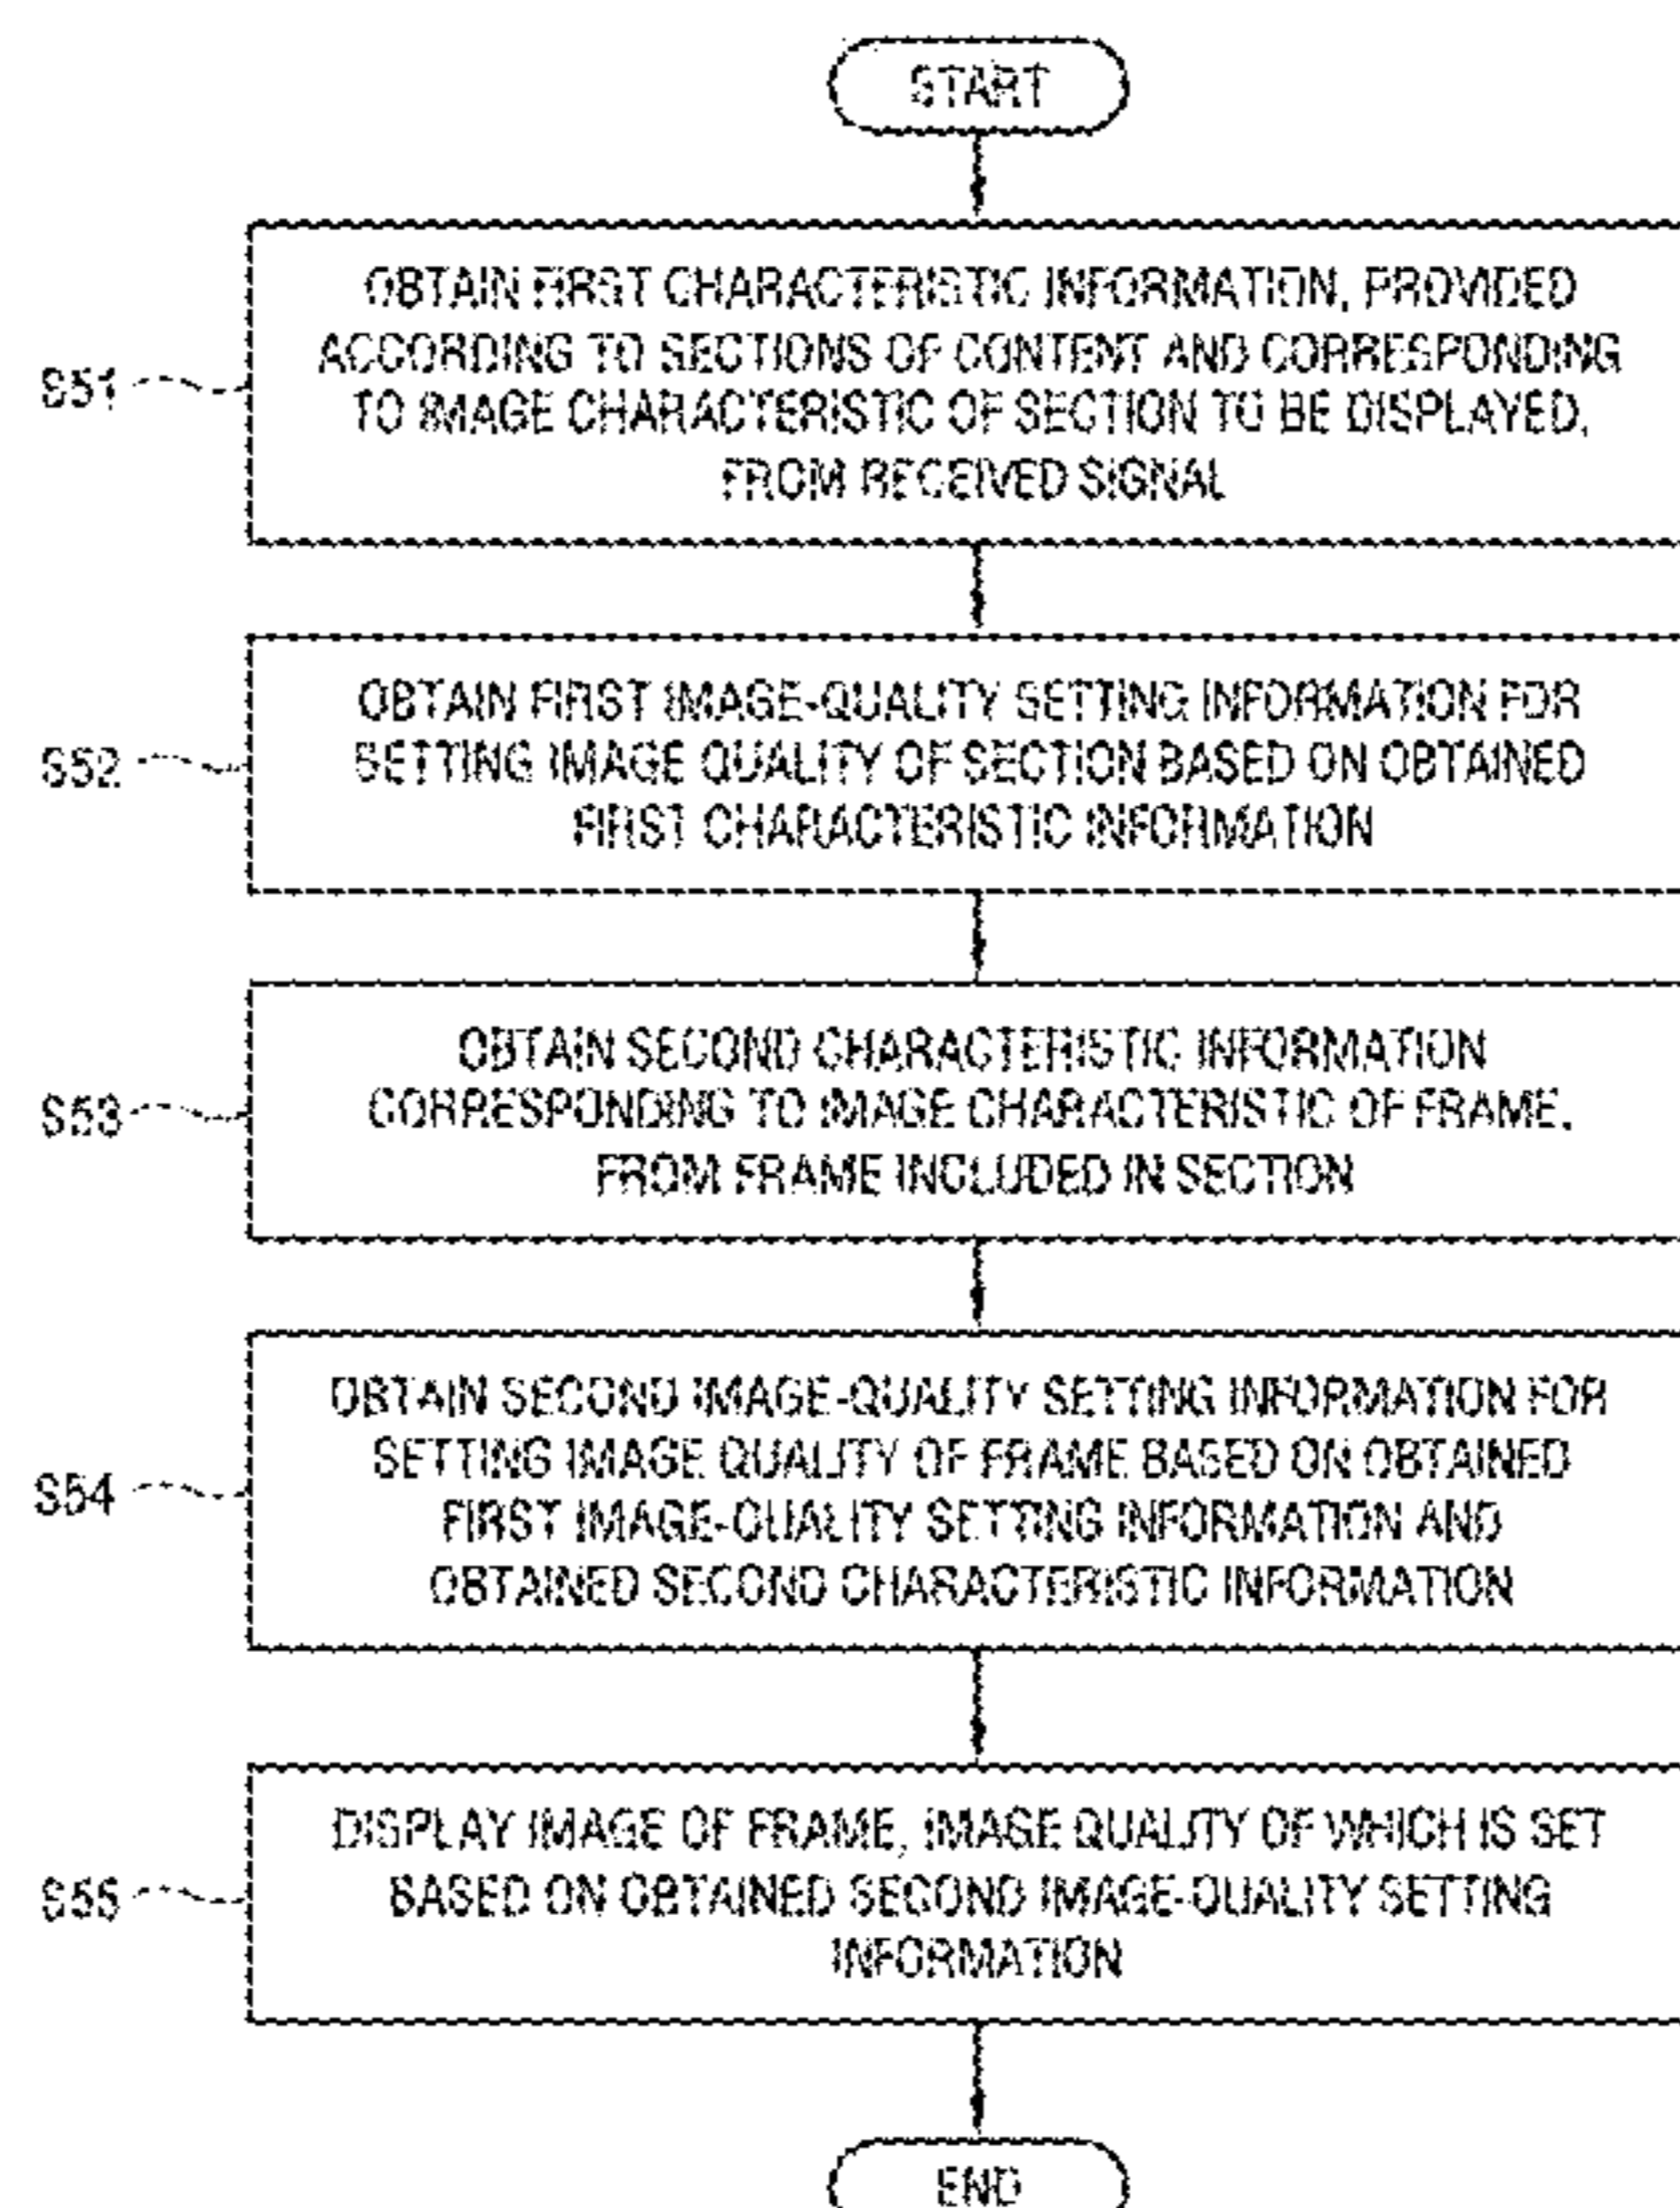 START
OBTAIN FIRST CHARACTERISTIC INFORMATION, PROVIDED
ACCORDING TO SECTIONS OF CONTENT AND CORRESPONDING
TO IMAGE CHARACTERISTIC OF SECTION TO BE DISPLAYED,
FROM RECEIVED SIGNAL
S51
OBTAIN FIRST IMAGE-QUALITY SETTING INFORMATION FOR
SETTING IMAGE QUALITY OF SECTION BASED ON OBTAINED
FIRST CHARACTERISTIC INFORMATION
S52
OBTAIN SECOND CHARACTERISTIC INFORMATION
CORRESPONDING TO IMAGE CHARACTERISTIC OF FRAME,
FROM FRAME INCLUDED IN SECTION
S53
OBTAIN SECOND IMAGE-QUALITY SETTING INFORMATION FOR
SETTING IMAGE QUALITY OF FRAME BASED ON OBTAINED
FIRST IMAGE-QUALITY SETTING INFORMATION AND
OBTAINED SECOND CHARACTERISTIC INFORMATION
S54
DISPLAY IMAGE OF FRAME, IMAGE QUALITY OF WHICH IS SET
BASED ON OBTAINED SECOND IMAGE-QUALITY SETTING
INFORMATION
S55
END